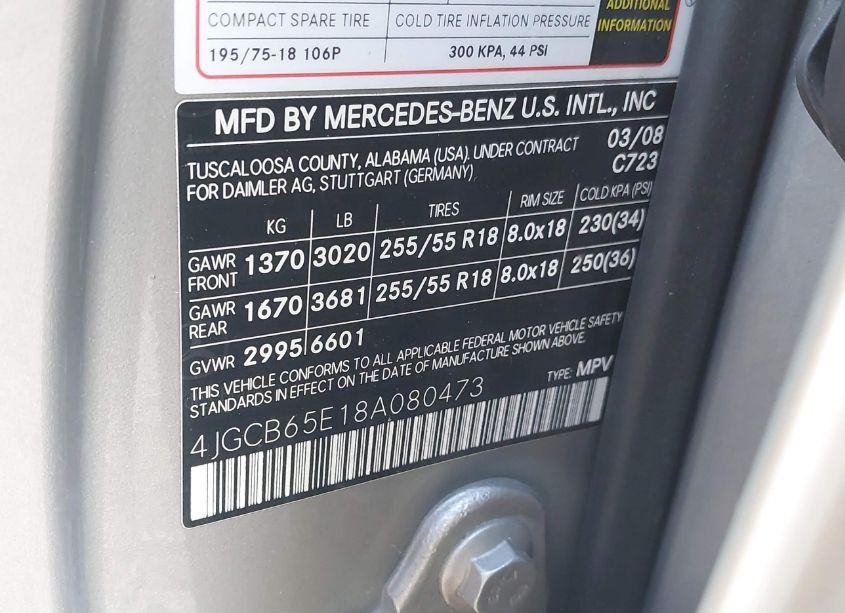 COMPACT SPARE TIRE COLD TIRE INFLATION PRESSURE
195/75-18 106P 300 KPA, 44 PSI
ADDITIONAL
INFORMATION
MFD BY MERCEDES-BENZ U.S. INTL., INC
TUSCALOOSA COUNTY, ALABAMA (USA). UNDER CONTRACT 03/08
FOR DAIMLER AG, STUTTGART (GERMANY) C723
KG LB TIRES RIM SIZE COLD KPA (PSI)
GAWR FRONT 1370 3020 255/55 R18 8.0x18 230(34)
GAWR REAR 1670 3681 255/55 R18 8.0x18 250(36)
GVWR 2995 6601
THIS VEHICLE CONFORMS TO ALL APPLICABLE FEDERAL MOTOR VEHICLE SAFETY
STANDARDS IN EFFECT ON THE DATE OF MANUFACTURE SHOWN ABOVE.
TYPE: MPV
4JGCB65E18A080473